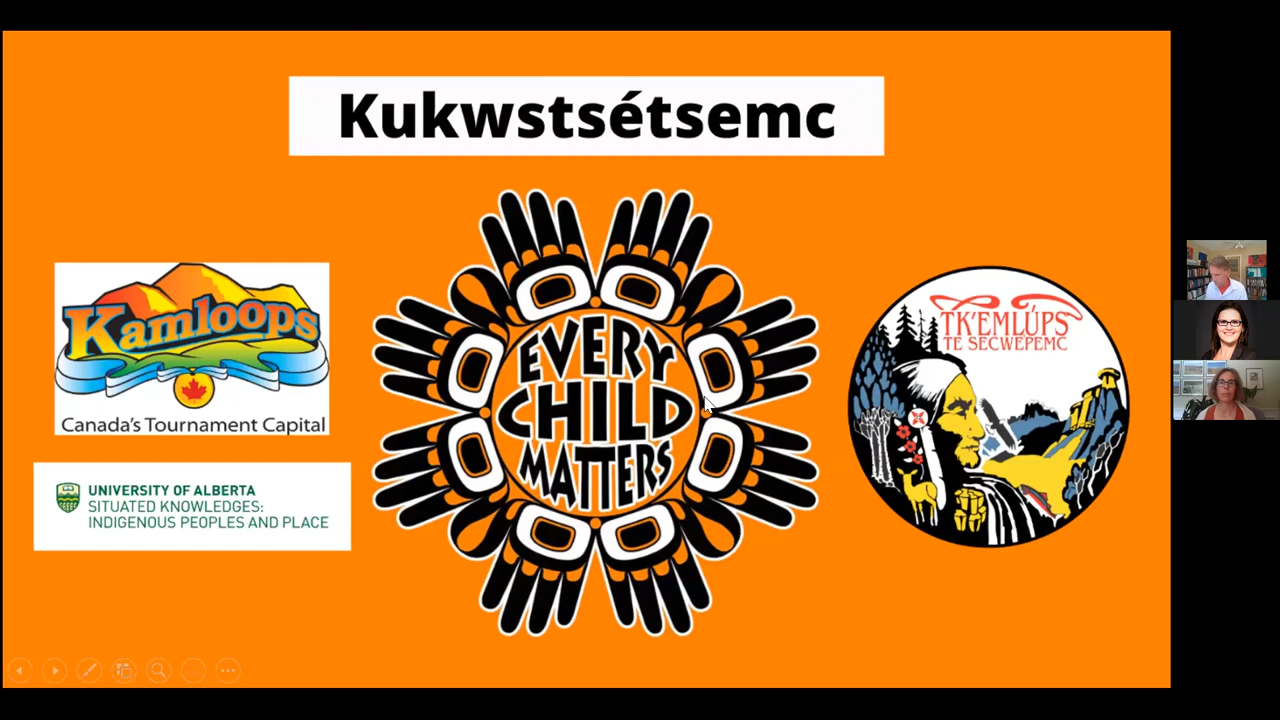 Kukwstsétsemc
Kamloops
Canada's Tournament Capital
UNIVERSITY OF ALBERTA
SITUATED KNOWLEDGES:
INDIGENOUS PEOPLES AND PLACE
EVERY
CHILD
MATTERS
TK'EMLÚPS
TE SECWEPEMC